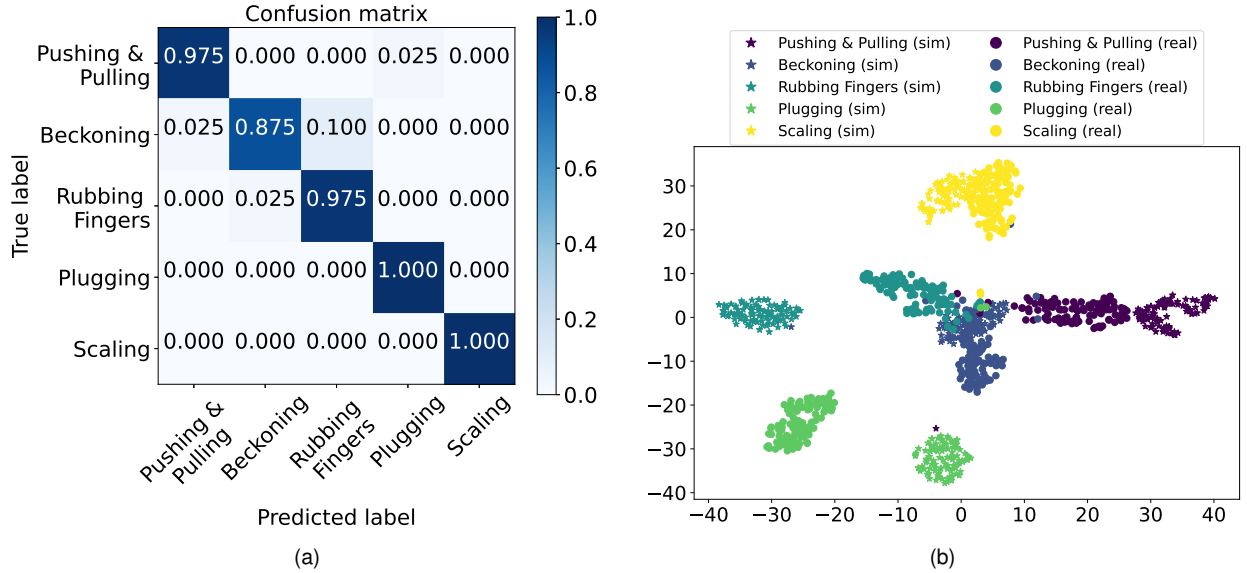 Confusion matrix
True label
Pushing &
Pulling
Beckoning
Rubbing
Fingers
Plugging
Scaling
0.975 0.000 0.000 0.025 0.000
0.025 0.875 0.100 0.000 0.000
0.000 0.025 0.975 0.000 0.000
0.000 0.000 0.000 1.000 0.000
0.000 0.000 0.000 0.000 1.000
Pushing &
Pulling
Beckoning
Rubbing
Fingers
Plugging
Scaling
Predicted label
1.0
0.8
0.6
0.4
0.2
0.0
(a)
Pushing & Pulling (sim)
Beckoning (sim)
Rubbing Fingers (sim)
Plugging (sim)
Scaling (sim)
Pushing & Pulling (real)
Beckoning (real)
Rubbing Fingers (real)
Plugging (real)
Scaling (real)
30
20
10
0
−10
−20
−30
−40
−40 −30 −20 −10 0 10 20 30 40
(b)